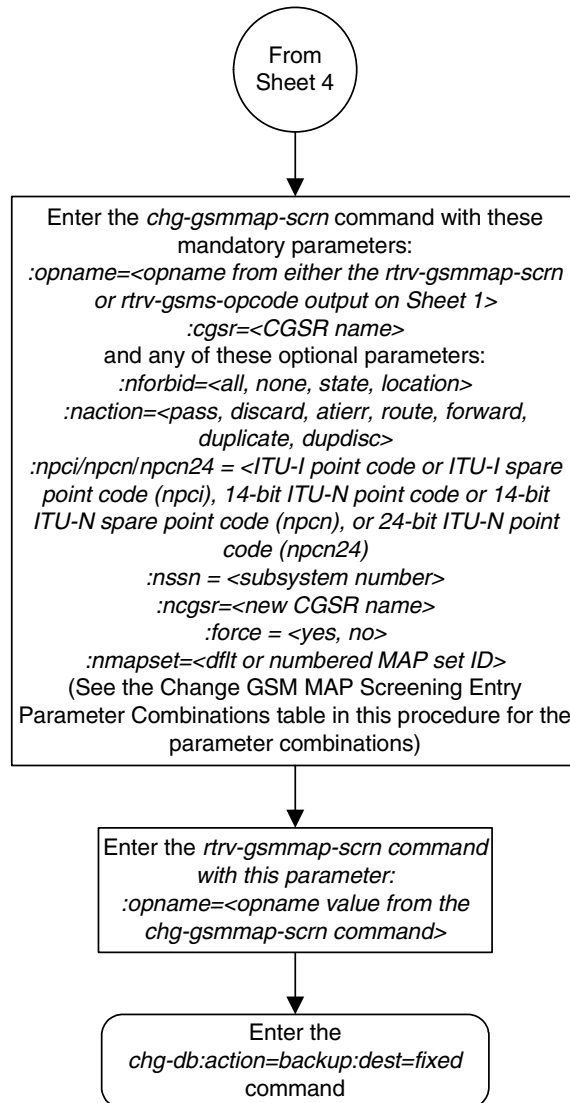 From
Sheet 4
Enter the chg-gsmmap-scrn command with these
mandatory parameters:
:opname=<opname from either the rtrv-gsmmap-scrn
or rtrv-gsms-opcode output on Sheet 1>
:cgsr=<CGSR name>
and any of these optional parameters:
:nforbid=<all, none, state, location>
:naction=<pass, discard, atierr, route, forward,
duplicate, dupdisc>
:npci/npcn/npcn24 = <ITU-I point code or ITU-I spare
point code (npci), 14-bit ITU-N point code or 14-bit
ITU-N spare point code (npcn), or 24-bit ITU-N point
code (npcn24)
:nssn = <subsystem number>
:ncgsr=<new CGSR name>
:force = <yes, no>
:nmapset=<dflt or numbered MAP set ID>
(See the Change GSM MAP Screening Entry
Parameter Combinations table in this procedure for the
parameter combinations)
Enter the rtrv-gsmmap-scrn command
with this parameter:
:opname=<opname value from the
chg-gsmmap-scrn command>
Enter the
chg-db:action=backup:dest=fixed
command